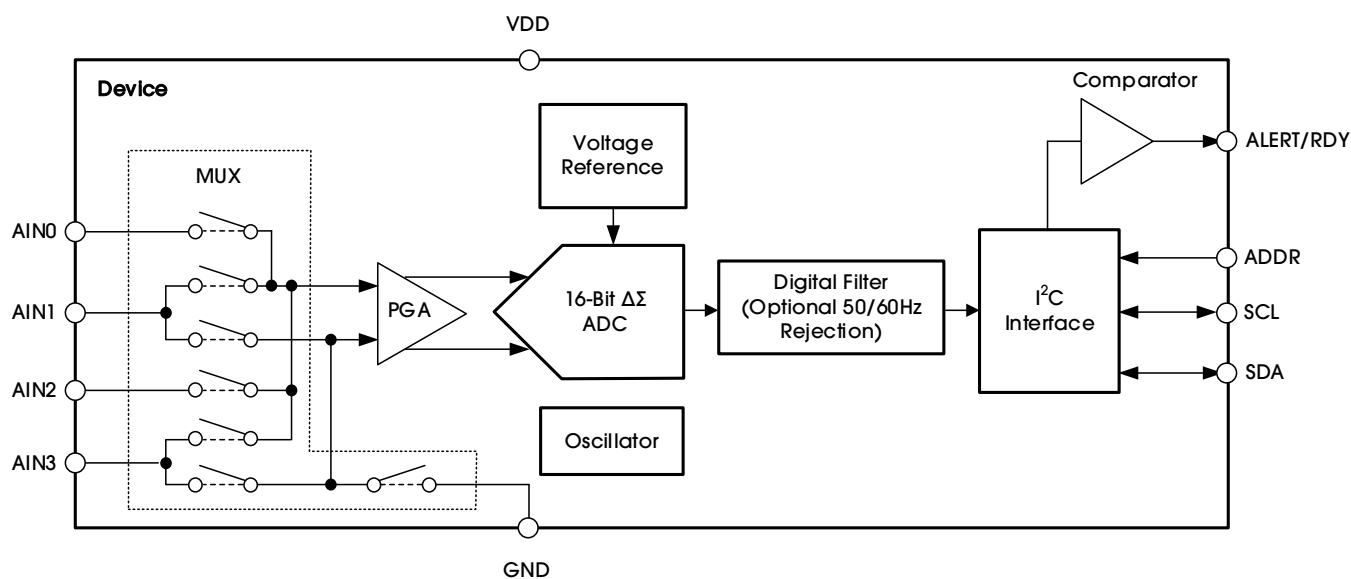 VDD
Device
Comparator
Voltage
Reference
ALERT/RDY
MUX
AIN0
ADDR
Digital Filter
(Optional 50/60Hz
Rejection)
16-Bit ΔΣ
ADC
I²C
Interface
PGA
AIN1
SCL
AIN2
SDA
Oscillator
AIN3
GND